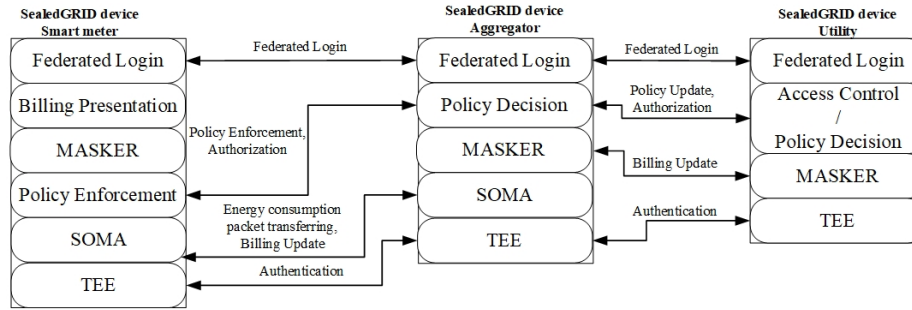 SealedGRID device
Smart meter
Federated Login
Billing Presentation
MASKER
Policy Enforcement
SOMA
TEE
Federated Login
Policy Enforcement,
Authorization
Energy consumption
packet transferring,
Billing Update
Authentication
SealedGRID device
Aggregator
Federated Login
Policy Decision
MASKER
SOMA
TEE
Federated Login
Policy Update,
Authorization
Billing Update
Authentication
SealedGRID device
Utility
Federated Login
Access Control
/
Policy Decision
MASKER
TEE